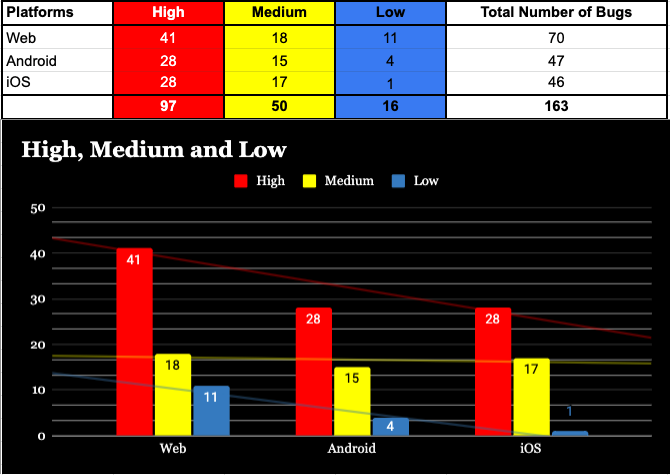 Platforms High Medium Low Total Number of Bugs
Web 41 18 11 70
Android 28 15 4 47
iOS 28 17 1 46
97 50 16 163
High, Medium and Low
High Medium Low
50
40
30
20
10
0
41 18 11
28 15 4
28 17 1
Web Android iOS